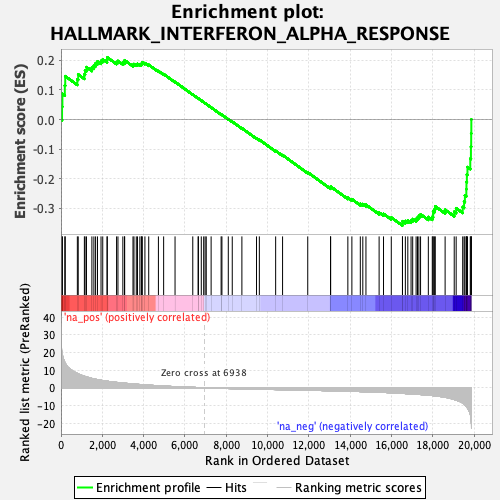 Enrichment plot:
HALLMARK_INTERFERON_ALPHA_RESPONSE
Enrichment score (ES)
0.2
0.1
0.0
-0.1
-0.2
-0.3
'na_pos' (positively correlated)
Ranked list metric (PreRanked)
40
30
20
10
0
-10
-20
Zero cross at 6938
'na_neg' (negatively correlated)
0
2,000
4,000
6,000
8,000
10,000
12,000
14,000
16,000
18,000
20,000
Rank in Ordered Dataset
Enrichment profile
Hits
Ranking metric scores